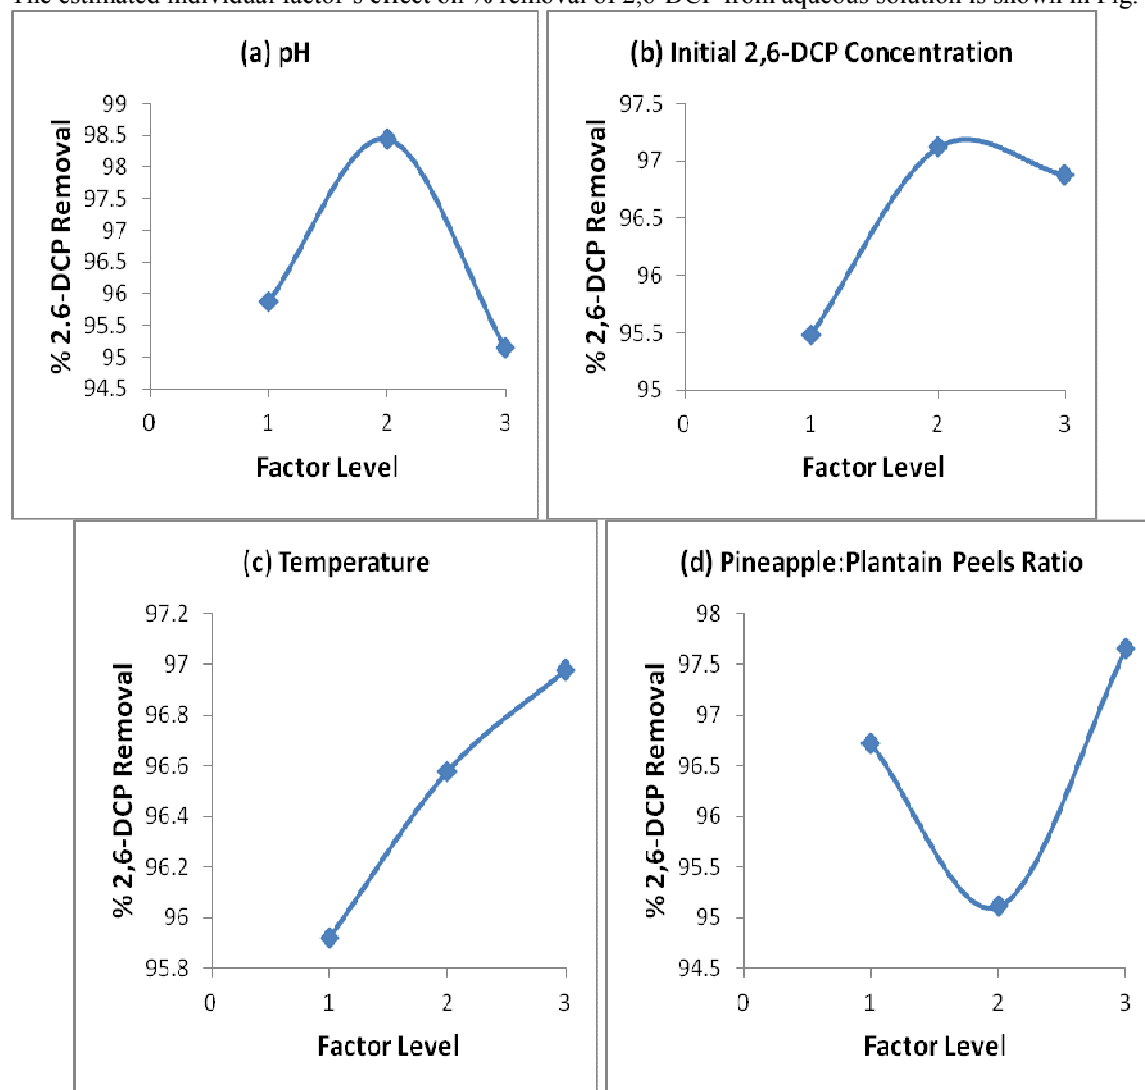 The estimated individual factor's effect on % removal of 2,6-DCP from aqueous solution is shown in Fig.
(a) pH
% 2.6-DCP Removal
99
98.5
98
97.5
97
96.5
96
95.5
95
94.5
0 1 2 3
Factor Level
(b) Initial 2,6-DCP Concentration
% 2,6-DCP Removal
97.5
97
96.5
96
95.5
95
0 1 2 3
Factor Level
(c) Temperature
% 2,6-DCP Removal
97.2
97
96.8
96.6
96.4
96.2
96
95.8
0 1 2 3
Factor Level
(d) Pineapple:Plantain Peels Ratio
% 2,6-DCP Removal
98
97.5
97
96.5
96
95.5
95
94.5
0 1 2 3
Factor Level